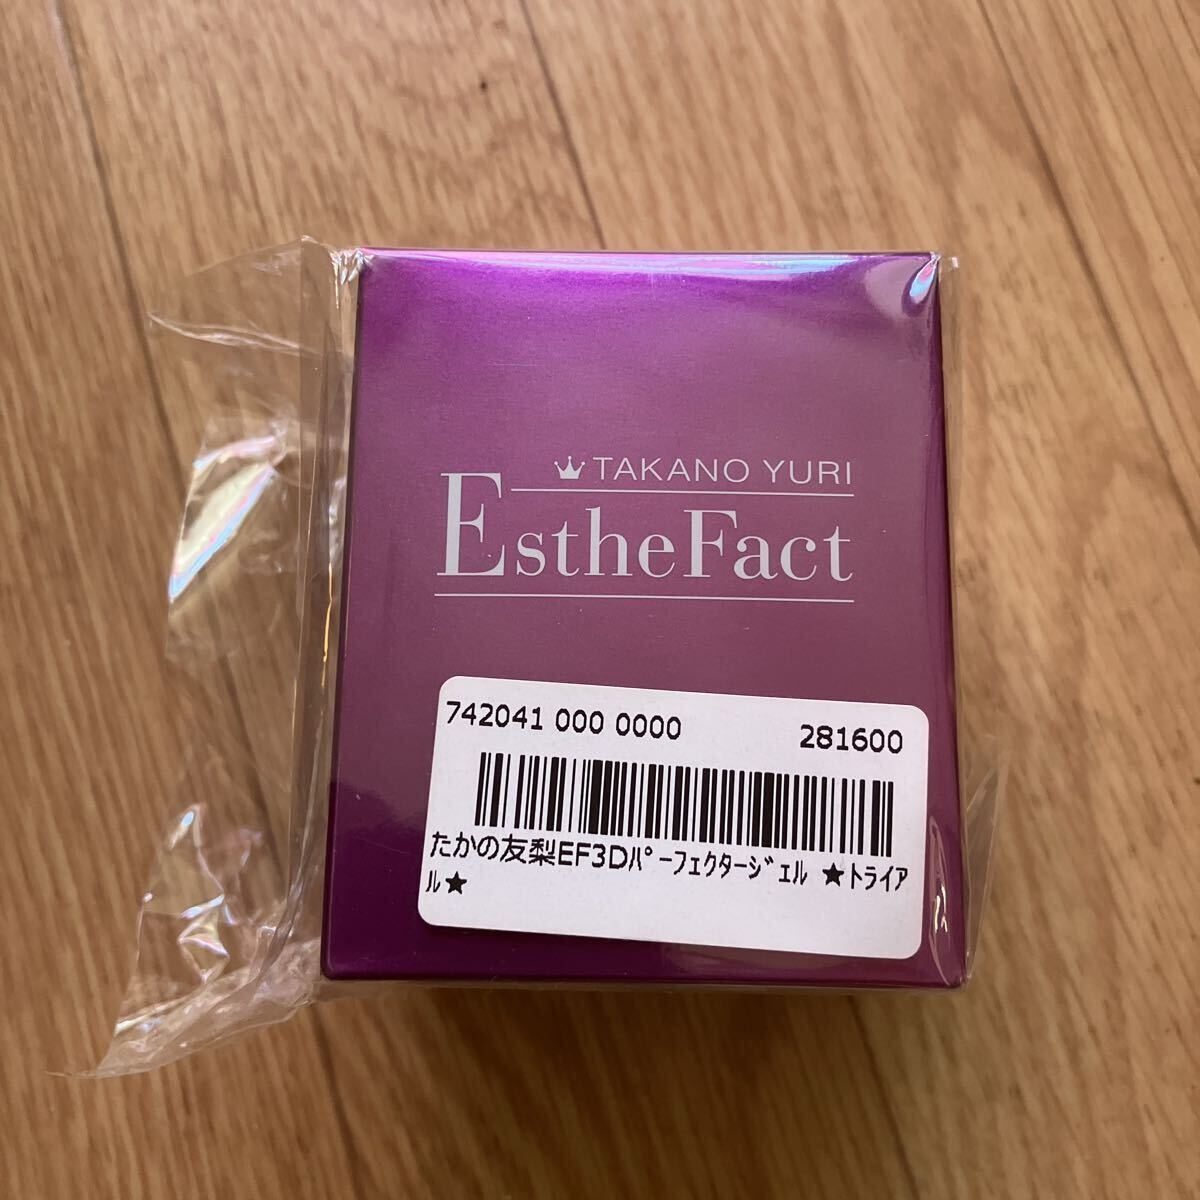 TAKANO YURI
EstheFact
742041 000 0000 281600
たかの友梨EF3Dﾊﾟｰﾌｪｸﾀｰｼﾞｪﾙ ★ﾄﾗｲｱ
ﾙ★